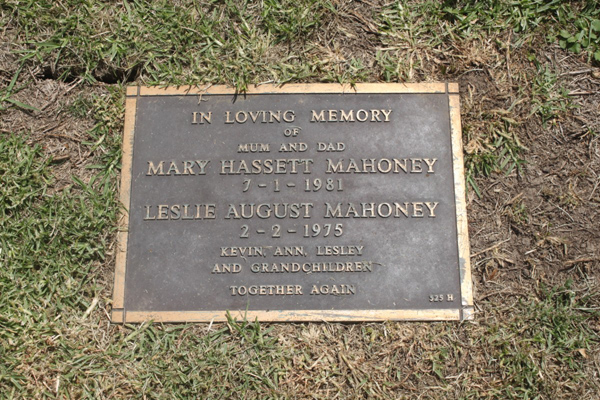 IN LOVING MEMORY
OF
MUM AND DAD
MARY HASSETT MAHONEY
7-1-1981
LESLIE AUGUST MAHONEY
2-2-1975
KEVIN, ANN, LESLEY
AND GRANDCHILDREN
TOGETHER AGAIN
525 H